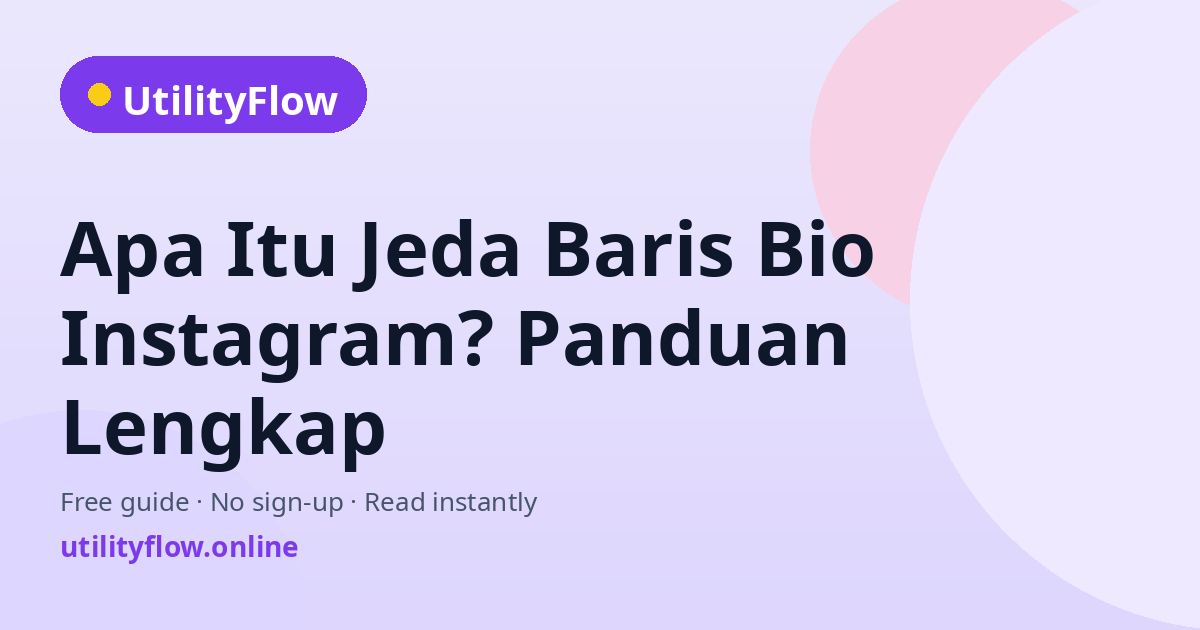 UtilityFlow
Apa Itu Jeda Baris Bio
Instagram? Panduan
Lengkap
Free guide · No sign-up · Read instantly
utilityflow.online